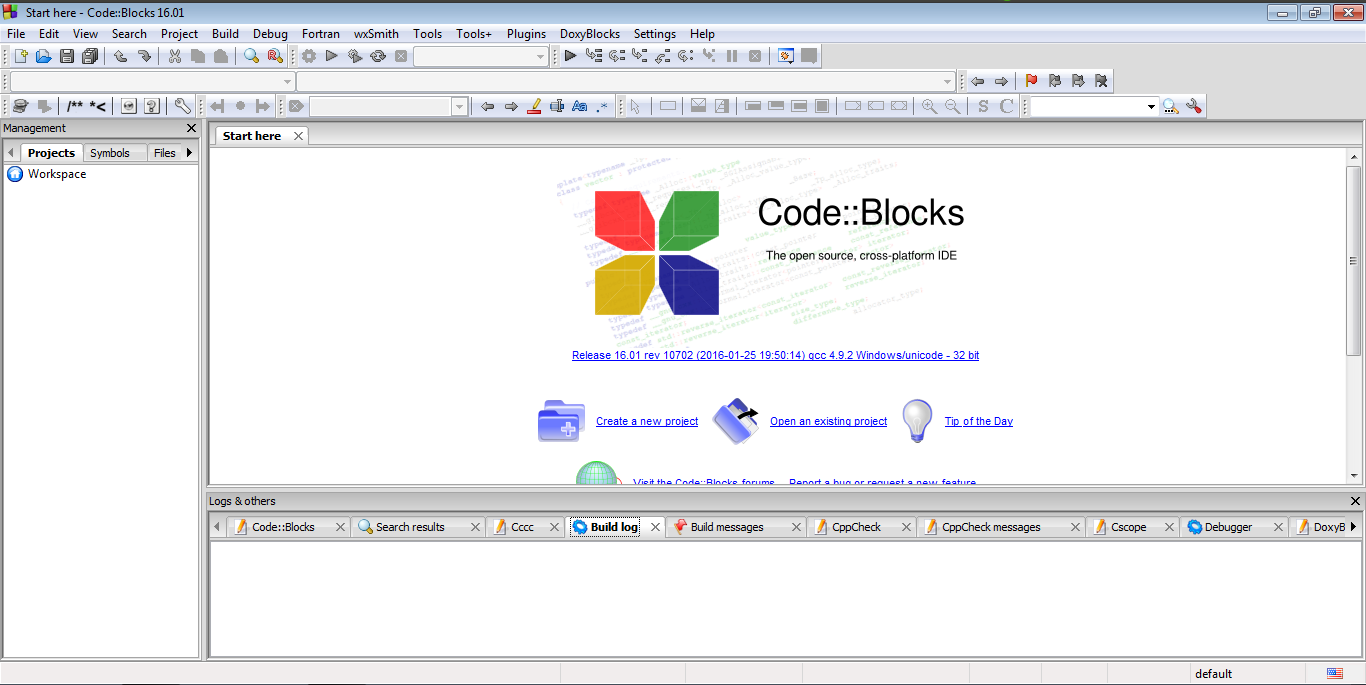 Start here - Code::Blocks 16.01
File Edit View Search Project Build Debug Fortran wxSmith Tools Tools+ Plugins DoxyBlocks Settings Help
/** *<
Aa .*
S C
Management
Projects Symbols Files
Workspace
Start here
Code::Blocks
The open source, cross-platform IDE
Release 16.01 rev 10702 (2016-01-25 19:50:14) gcc 4.9.2 Windows/unicode - 32 bit
Create a new project Open an existing project Tip of the Day
Visit the Code::Blocks forums Report a bug or request a new feature
Logs & others
Code::Blocks Search results Cccc Build log Build messages CppCheck CppCheck messages Cscope Debugger DoxyB
default